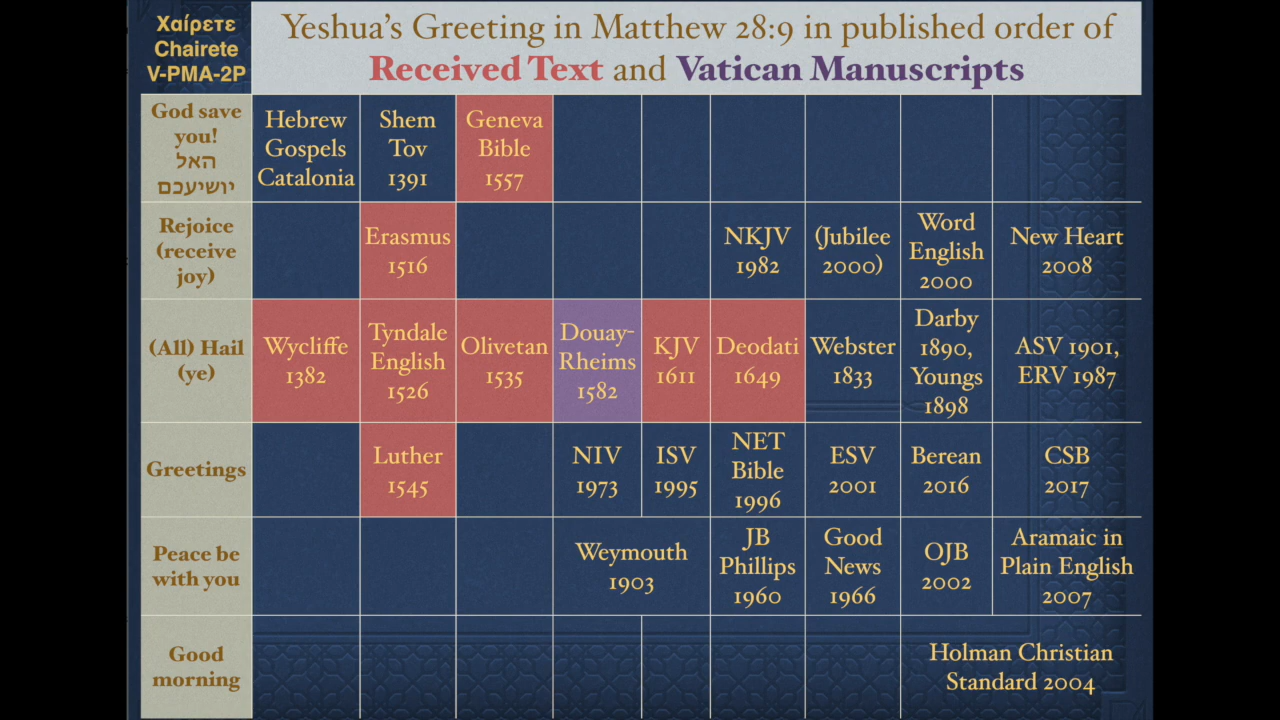 Χαίρετε
Chairete
V-PMA-2P
Yeshua's Greeting in Matthew 28:9 in published order of
Received Text and Vatican Manuscripts
God save
you!
האל
יושיעכם
Hebrew
Gospels
Catalonia
Shem
Tov
1391
Geneva
Bible
1557
Rejoice
(receive
joy)
Erasmus
1516
NKJV
1982
(Jubilee
2000)
Word
English
2000
New Heart
2008
(All) Hail
(ye)
Wycliffe
1382
Tyndale
English
1526
Olivetan
1535
Douay-
Rheims
1582
KJV
1611
Deodati
1649
Webster
1833
Darby
1890,
Youngs
1898
ASV 1901,
ERV 1987
Greetings
Luther
1545
NIV
1973
ISV
1995
NET
Bible
1996
ESV
2001
Berean
2016
CSB
2017
Peace be
with you
Weymouth
1903
JB
Phillips
1960
Good
News
1966
OJB
2002
Aramaic in
Plain English
2007
Good
morning
Holman Christian
Standard 2004